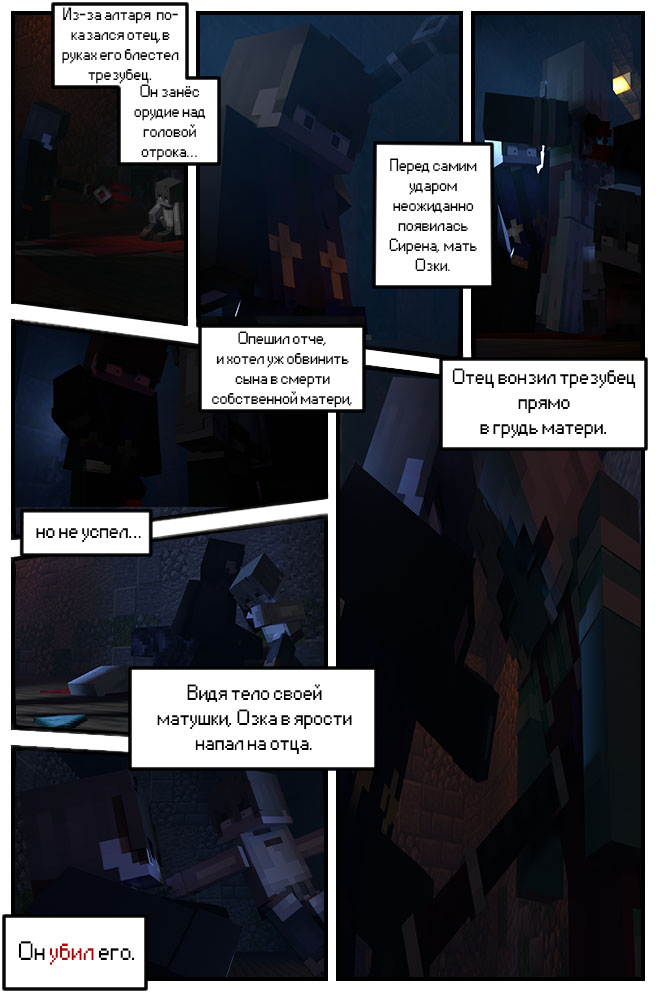 Из-за алтаря по-
казался отец, в
руках его блестел
трезубец.
Он занёс
орудие над
головой
отрока...
Перед самим
ударом
неожиданно
появилась
Сирена, мать
Озки.
Отец вонзил трезубец
прямо
в грудь матери.
Опешил отче,
и хотел уж обвинить
сына в смерти
собственной матери,
но не успел...
Видя тело своей
матушки, Озка в ярости
напал на отца.
Он убил его.